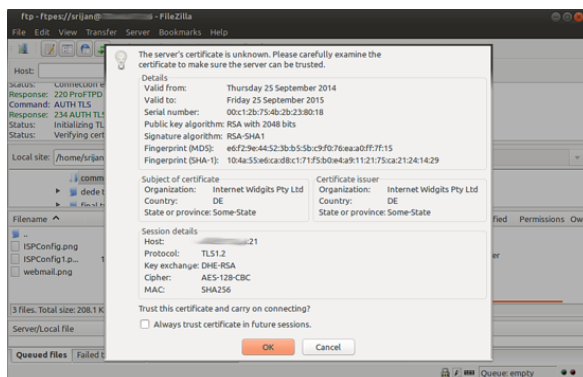 ftp - ftpes://srijan@ - FileZilla
File Edit View Transfer Server Bookmarks Help
Host:
Status: Connection e
Response: 220 ProFTPD
Command: AUTH TLS
Response: 234 AUTH TLS
Status: Initializing TL
Status: Verifying cert
Local site: /home/srijan
comm
dede t
final t
Filename
..
ISPConfig.png
ISPConfig1.p... 1
webmail.png
3 files. Total size: 208.1 K
Server/Local file
Queued files Failed t
The server's certificate is unknown. Please carefully examine the
certificate to make sure the server can be trusted.
Details
Valid from: Thursday 25 September 2014
Valid to: Friday 25 September 2015
Serial number: 00:c1:2b:75:4b:2b:23:80:18
Public key algorithm: RSA with 2048 bits
Signature algorithm: RSA-SHA1
Fingerprint (MD5): e6:f2:9e:44:52:3b:b5:5b:c9:f0:76:ea:a0:ff:7f:15
Fingerprint (SHA-1): 10:4a:55:e6:ca:d8:c1:71:f5:b0:e4:a9:11:21:75:ca:21:24:14:29
Subject of certificate
Organization: Internet Widgits Pty Ltd
Country: DE
State or province: Some-State
Certificate issuer
Organization: Internet Widgits Pty Ltd
Country: DE
State or province: Some-State
Session details
Host: :21
Protocol: TLS1.2
Key exchange: DHE-RSA
Cipher: AES-128-CBC
MAC: SHA256
Trust this certificate and carry on connecting?
Always trust certificate in future sessions.
OK Cancel
fied Permissions Ow
er
Queue: empty